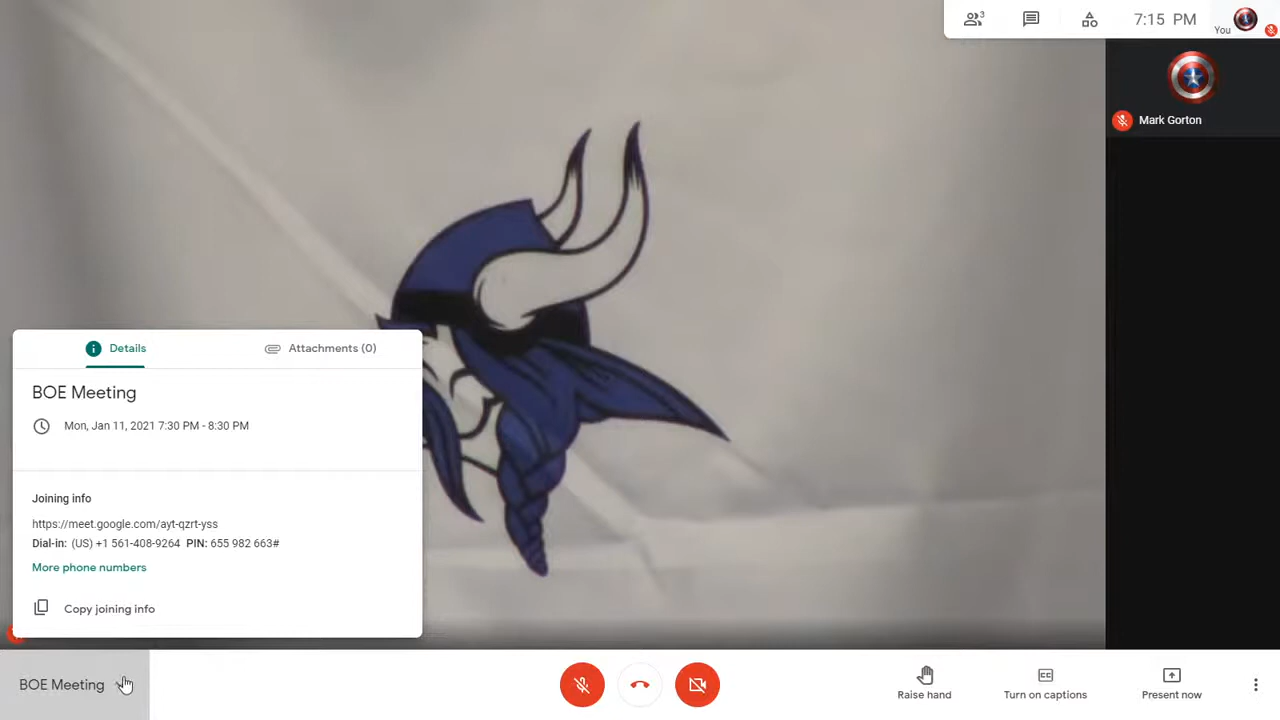 3
7:15 PM
You
Mark Gorton
Details
Attachments (0)
BOE Meeting
Mon, Jan 11, 2021 7:30 PM - 8:30 PM
Joining info
https://meet.google.com/ayt-qzrt-yss
Dial-in: (US) +1 561-408-9264 PIN: 655 982 663#
More phone numbers
Copy joining info
BOE Meeting
Raise hand
CC
Turn on captions
Present now